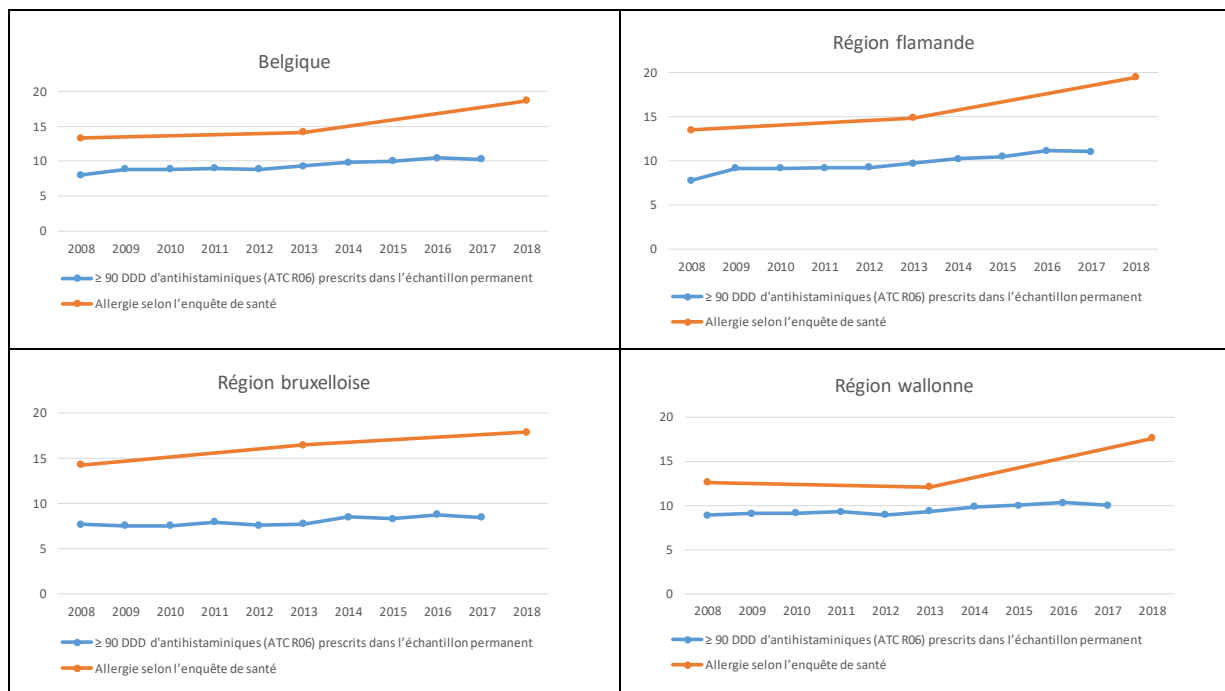 Belgique
20
15
10
5
0
2008 2009 2010 2011 2012 2013 2014 2015 2016 2017 2018
≥ 90 DDD d'antihistaminiques (ATC R06) prescrits dans l'échantillon permanent
Allergie selon l'enquête de santé
Région flamande
20
15
10
5
0
2008 2009 2010 2011 2012 2013 2014 2015 2016 2017 2018
≥ 90 DDD d'antihistaminiques (ATC R06) prescrits dans l'échantillon permanent
Allergie selon l'enquête de santé
Région bruxelloise
20
15
10
5
0
2008 2009 2010 2011 2012 2013 2014 2015 2016 2017 2018
≥ 90 DDD d'antihistaminiques (ATC R06) prescrits dans l'échantillon permanent
Allergie selon l'enquête de santé
Région wallonne
20
15
10
5
0
2008 2009 2010 2011 2012 2013 2014 2015 2016 2017 2018
≥ 90 DDD d'antihistaminiques (ATC R06) prescrits dans l'échantillon permanent
Allergie selon l'enquête de santé